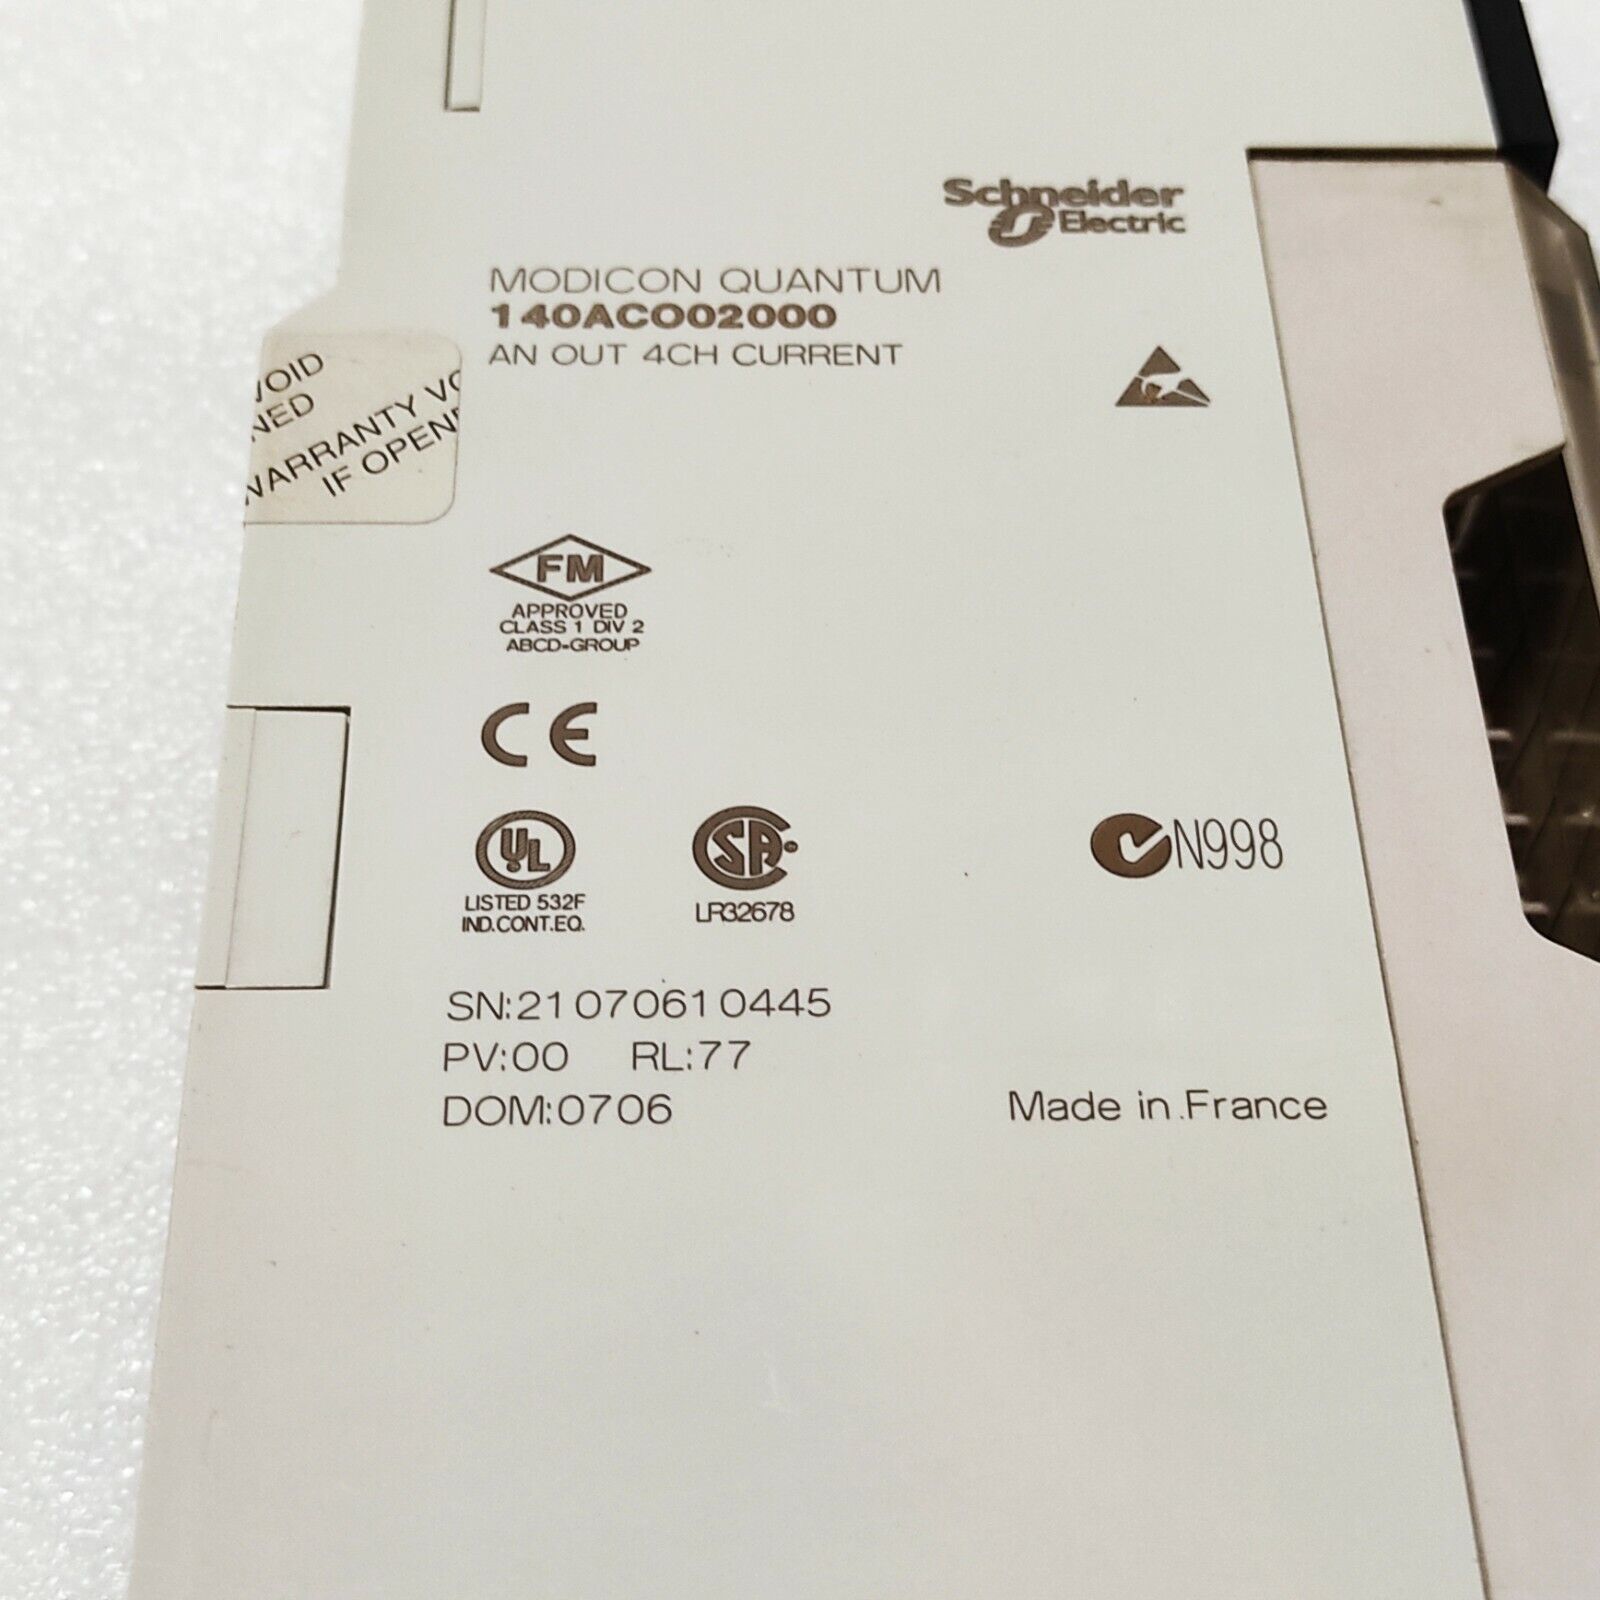 Schneider
Electric
MODICON QUANTUM
140ACO02000
AN OUT 4CH CURRENT
VOID
NED
WARRANTY VO
IF OPENE
FM
APPROVED
CLASS 1 DIV 2
ABCD-GROUP
CE
UL
LISTED 532F
IND.CONT.EQ.
SA
LR32678
N998
SN:21070610445
PV:00 RL:77
DOM:0706
Made in France